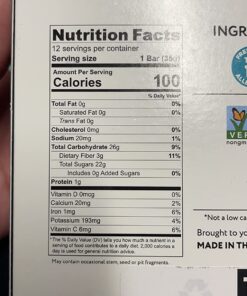 Nutrition Facts
12 servings per container
Serving size 1 Bar (35g)
Amount Per Serving
Calories 100
% Daily Value*
Total Fat 0g 0%
Saturated Fat 0g 0%
Trans Fat 0g
Cholesterol 0mg 0%
Sodium 20mg 1%
Total Carbohydrate 26g 9%
Dietary Fiber 3g 11%
Total Sugars 22g
Includes 0g Added Sugars 0%
Protein 1g
Vitamin D 0mcg 0%
Calcium 20mg 2%
Iron 1mg 6%
Potassium 193mg 4%
Vitamin C 6mg 6%
*The % Daily Value (DV) tells you how much a nutrient in a
serving of food contributes to a daily diet. 2,000 calories a
day is used for general nutrition advice.
May contain occasional stem, seed or pit fragments.
INGR
FRE
ALLE
VER
nongm
*Not a low ca
Brought to you
MADE IN TH